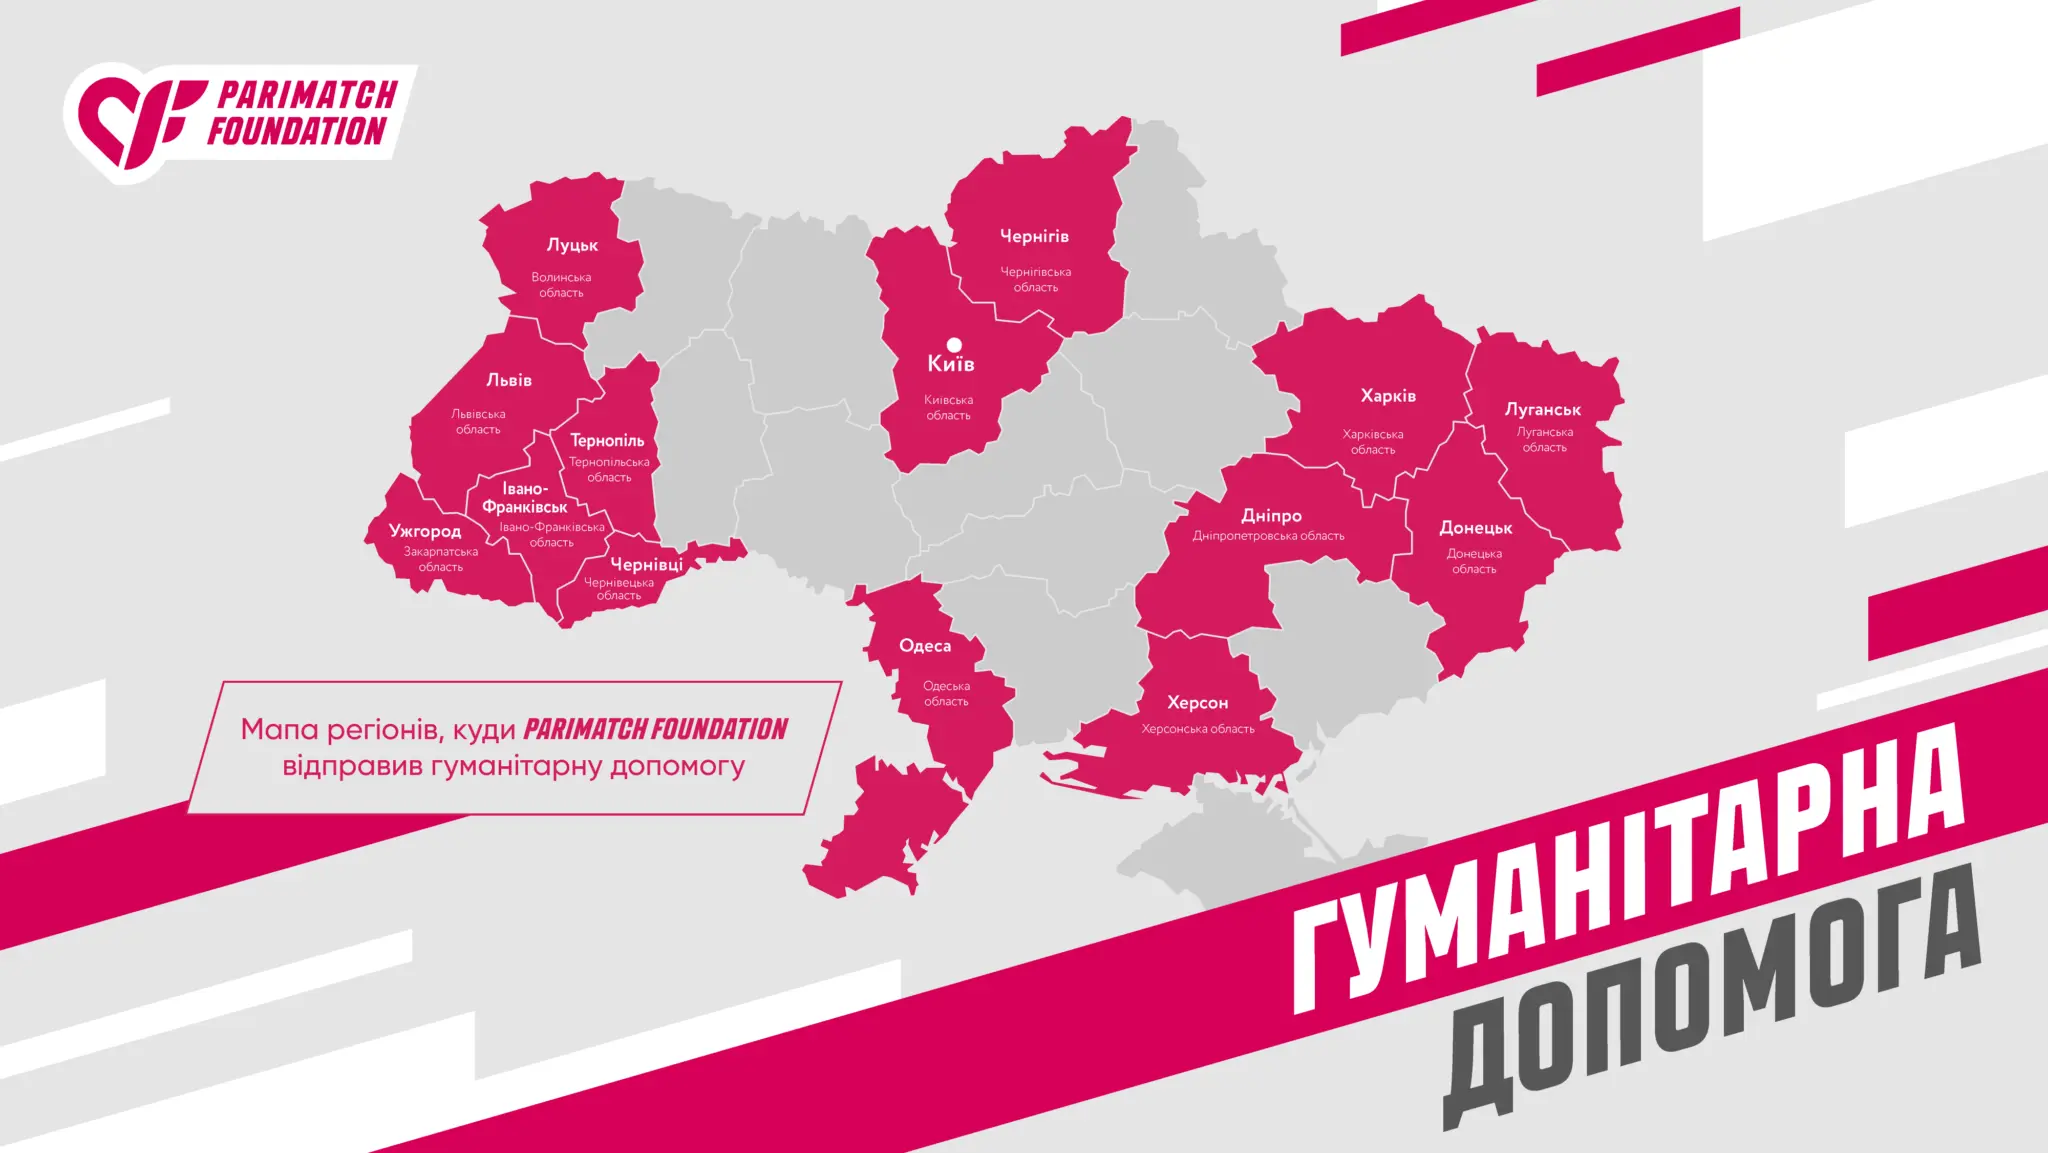 PARIMATCH
FOUNDATION
Луцьк
Волинська
область
Чернігів
Чернігівська
область
Київ
Київська
область
Львів
Львівська
область
Тернопіль
Тернопільська
область
Івано-
Франківськ
Івано-Франківська
область
Ужгород
Закарпатська
область
Чернівці
Чернівецька
область
Харків
Харківська
область
Луганськ
Луганська
область
Дніпро
Дніпропетровська область
Донецьк
Донецька
область
Одеса
Одеська
область
Херсон
Херсонська область
Мапа регіонів, куди PARIMATCH FOUNDATION
відправив гуманітарну допомогу
ГУМАНІТАРНА
ДОПОМОГА